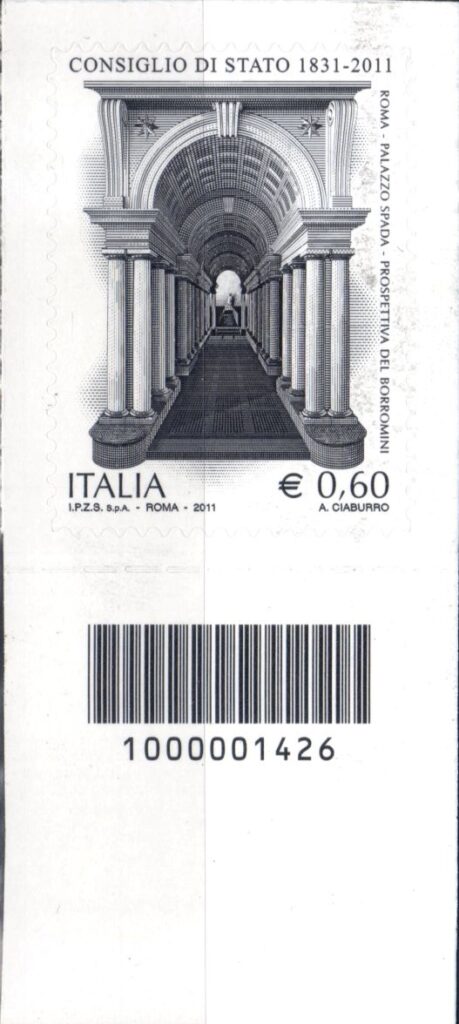 CONSIGLIO DI STATO 1831-2011
ROMA - PALAZZO SPADA - PROSPETTIVA DEL BORROMINI
ITALIA
€ 0,60
I.P.Z.S. S.p.A. - ROMA - 2011
A. CIABURRO
1000001426